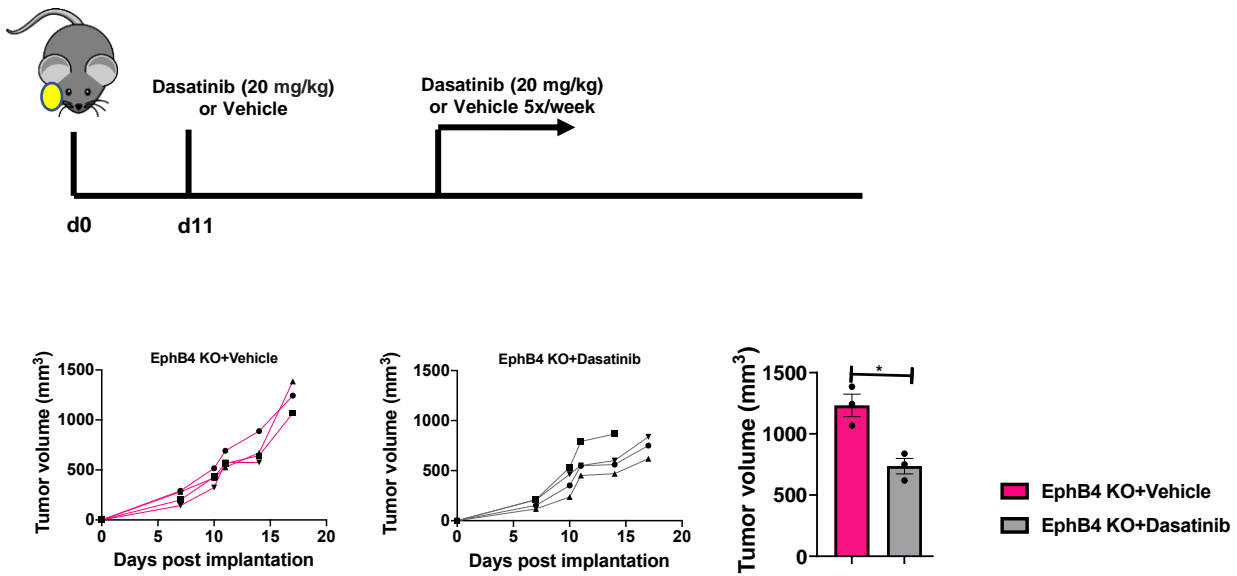 Dasatinib (20 mg/kg)
or Vehicle
Dasatinib (20 mg/kg)
or Vehicle 5x/week
d0
d11
EphB4 KO+Vehicle
Tumor volume (mm³)
1500
1000
500
0
0
5
10
15
20
Days post implantation
EphB4 KO+Dasatinib
Tumor volume (mm³)
1500
1000
500
0
0
5
10
15
20
Days post implantation
Tumor volume (mm³)
1500
1000
500
0
*
EphB4 KO+Vehicle
EphB4 KO+Dasatinib